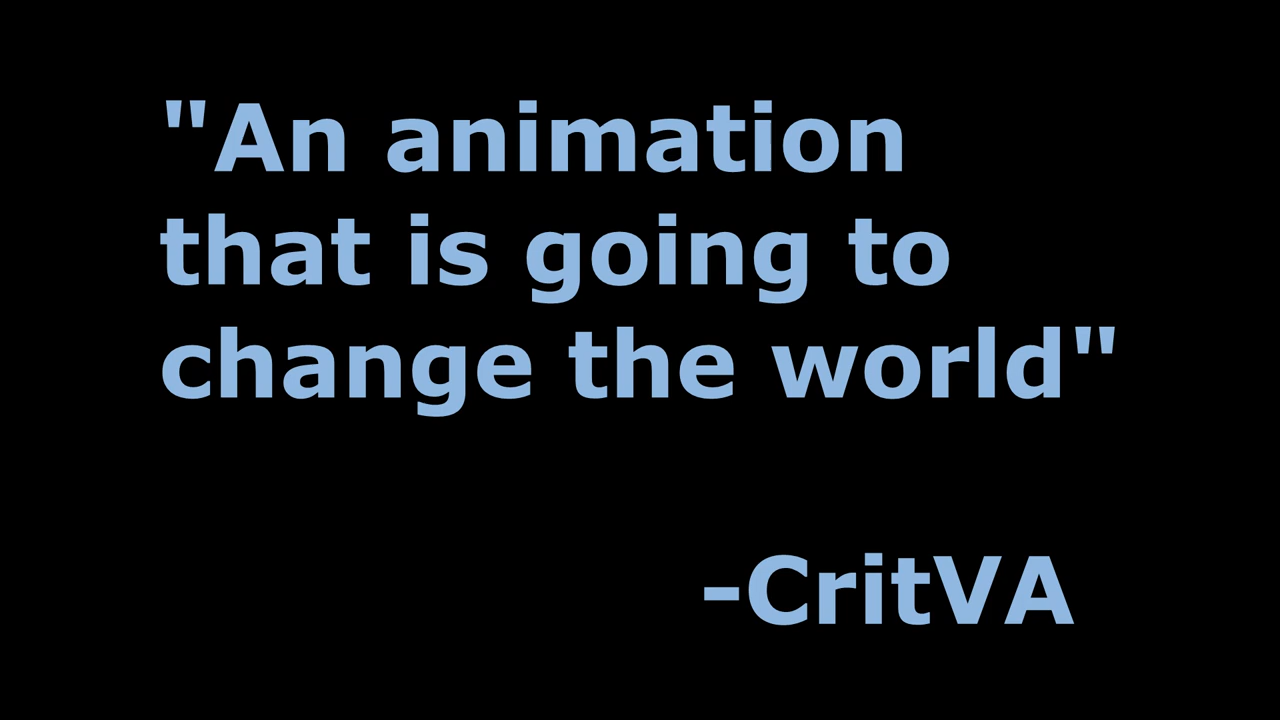 "An animation
that is going to
change the world"
-CritVA